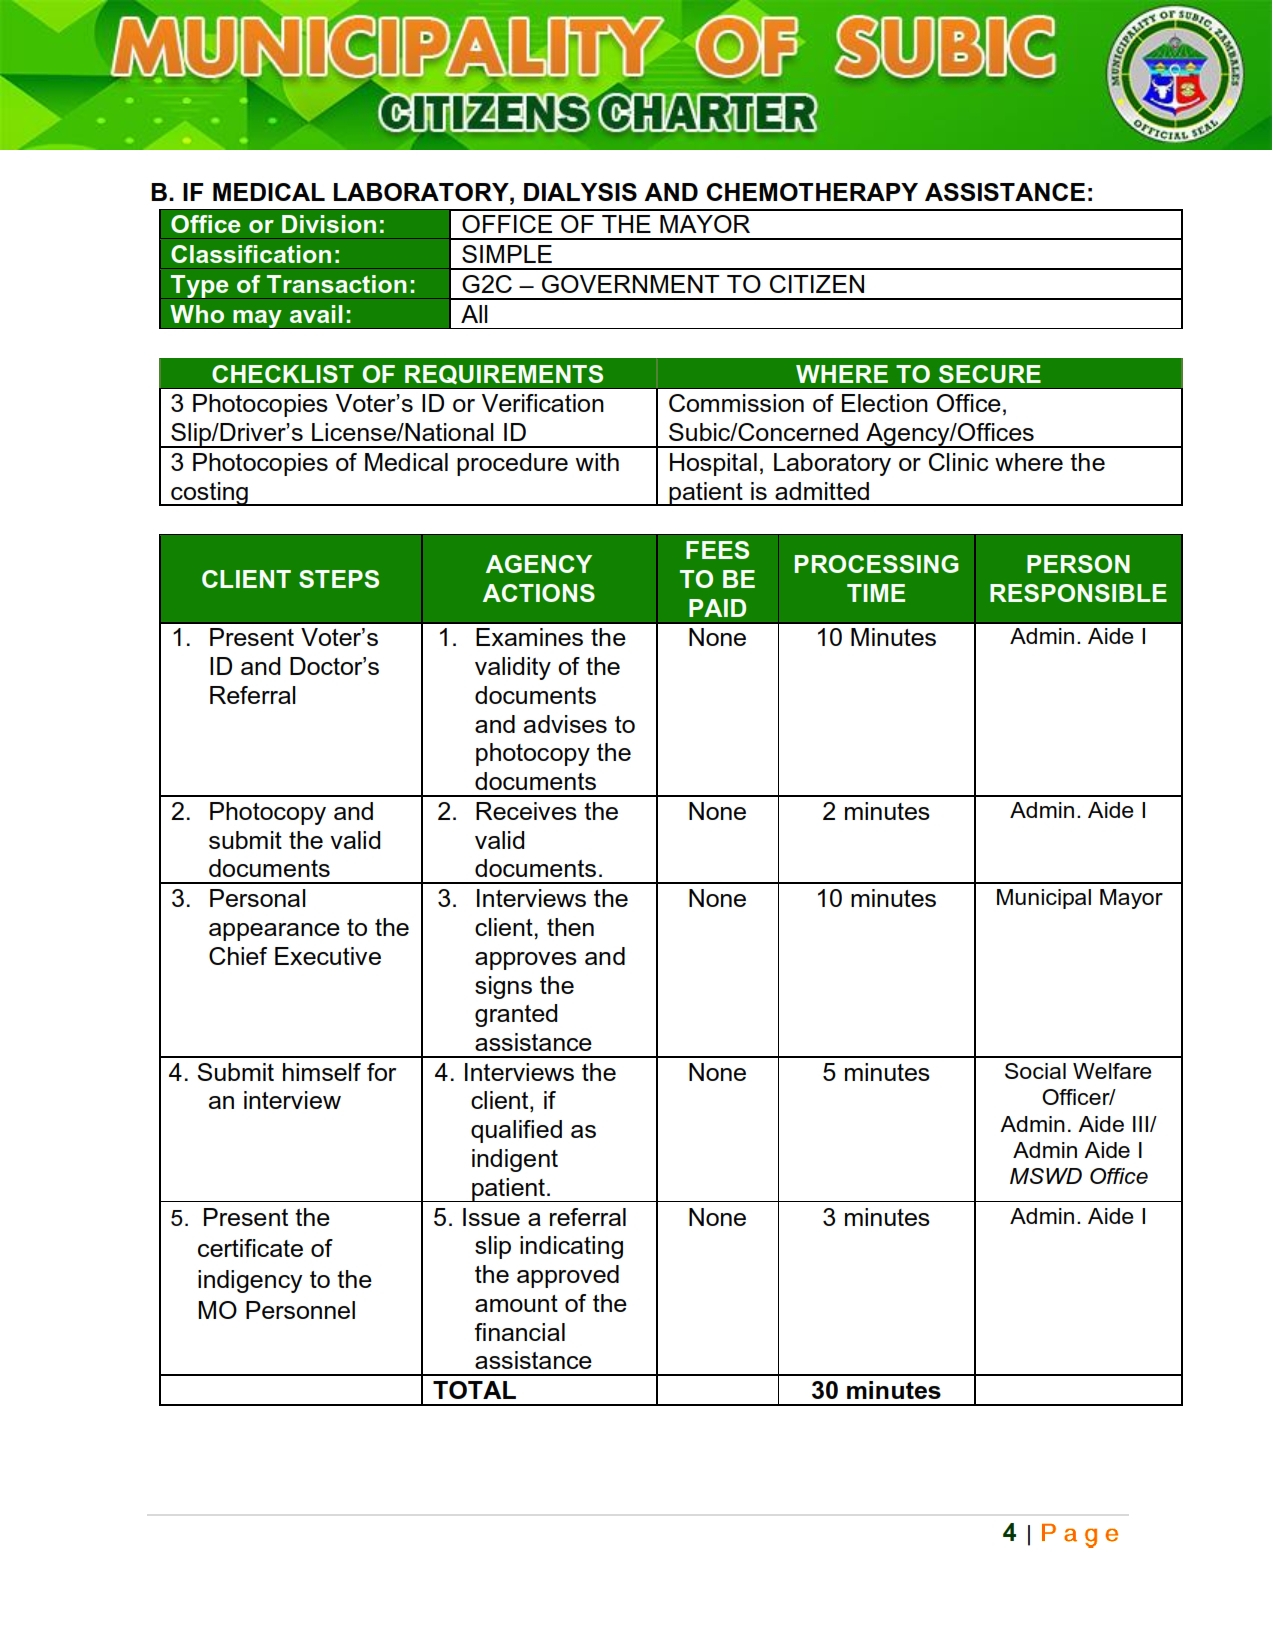 MUNICIPALITY OF SUBIC
CITIZENS CHARTER
MUNICIPALITY OF SUBIC, ZAMBALES
OFFICIAL SEAL
B. IF MEDICAL LABORATORY, DIALYSIS AND CHEMOTHERAPY ASSISTANCE:
Office or Division: OFFICE OF THE MAYOR
Classification: SIMPLE
Type of Transaction: G2C – GOVERNMENT TO CITIZEN
Who may avail: All
CHECKLIST OF REQUIREMENTS WHERE TO SECURE
3 Photocopies Voter’s ID or Verification
Slip/Driver’s License/National ID
Commission of Election Office,
Subic/Concerned Agency/Offices
3 Photocopies of Medical procedure with
costing
Hospital, Laboratory or Clinic where the
patient is admitted
CLIENT STEPS
AGENCY
ACTIONS
FEES
TO BE
PAID
PROCESSING
TIME
PERSON
RESPONSIBLE
1. Present Voter’s
ID and Doctor’s
Referral
1. Examines the
validity of the
documents
and advises to
photocopy the
documents
None
10 Minutes
Admin. Aide I
2. Photocopy and
submit the valid
documents
2. Receives the
valid
documents.
None
2 minutes
Admin. Aide I
3. Personal
appearance to the
Chief Executive
3. Interviews the
client, then
approves and
signs the
granted
assistance
None
10 minutes
Municipal Mayor
4. Submit himself for
an interview
4. Interviews the
client, if
qualified as
indigent
patient.
None
5 minutes
Social Welfare
Officer/
Admin. Aide III/
Admin Aide I
MSWD Office
5. Present the
certificate of
indigency to the
MO Personnel
5. Issue a referral
slip indicating
the approved
amount of the
financial
assistance
None
3 minutes
Admin. Aide I
TOTAL 30 minutes
4 | Page